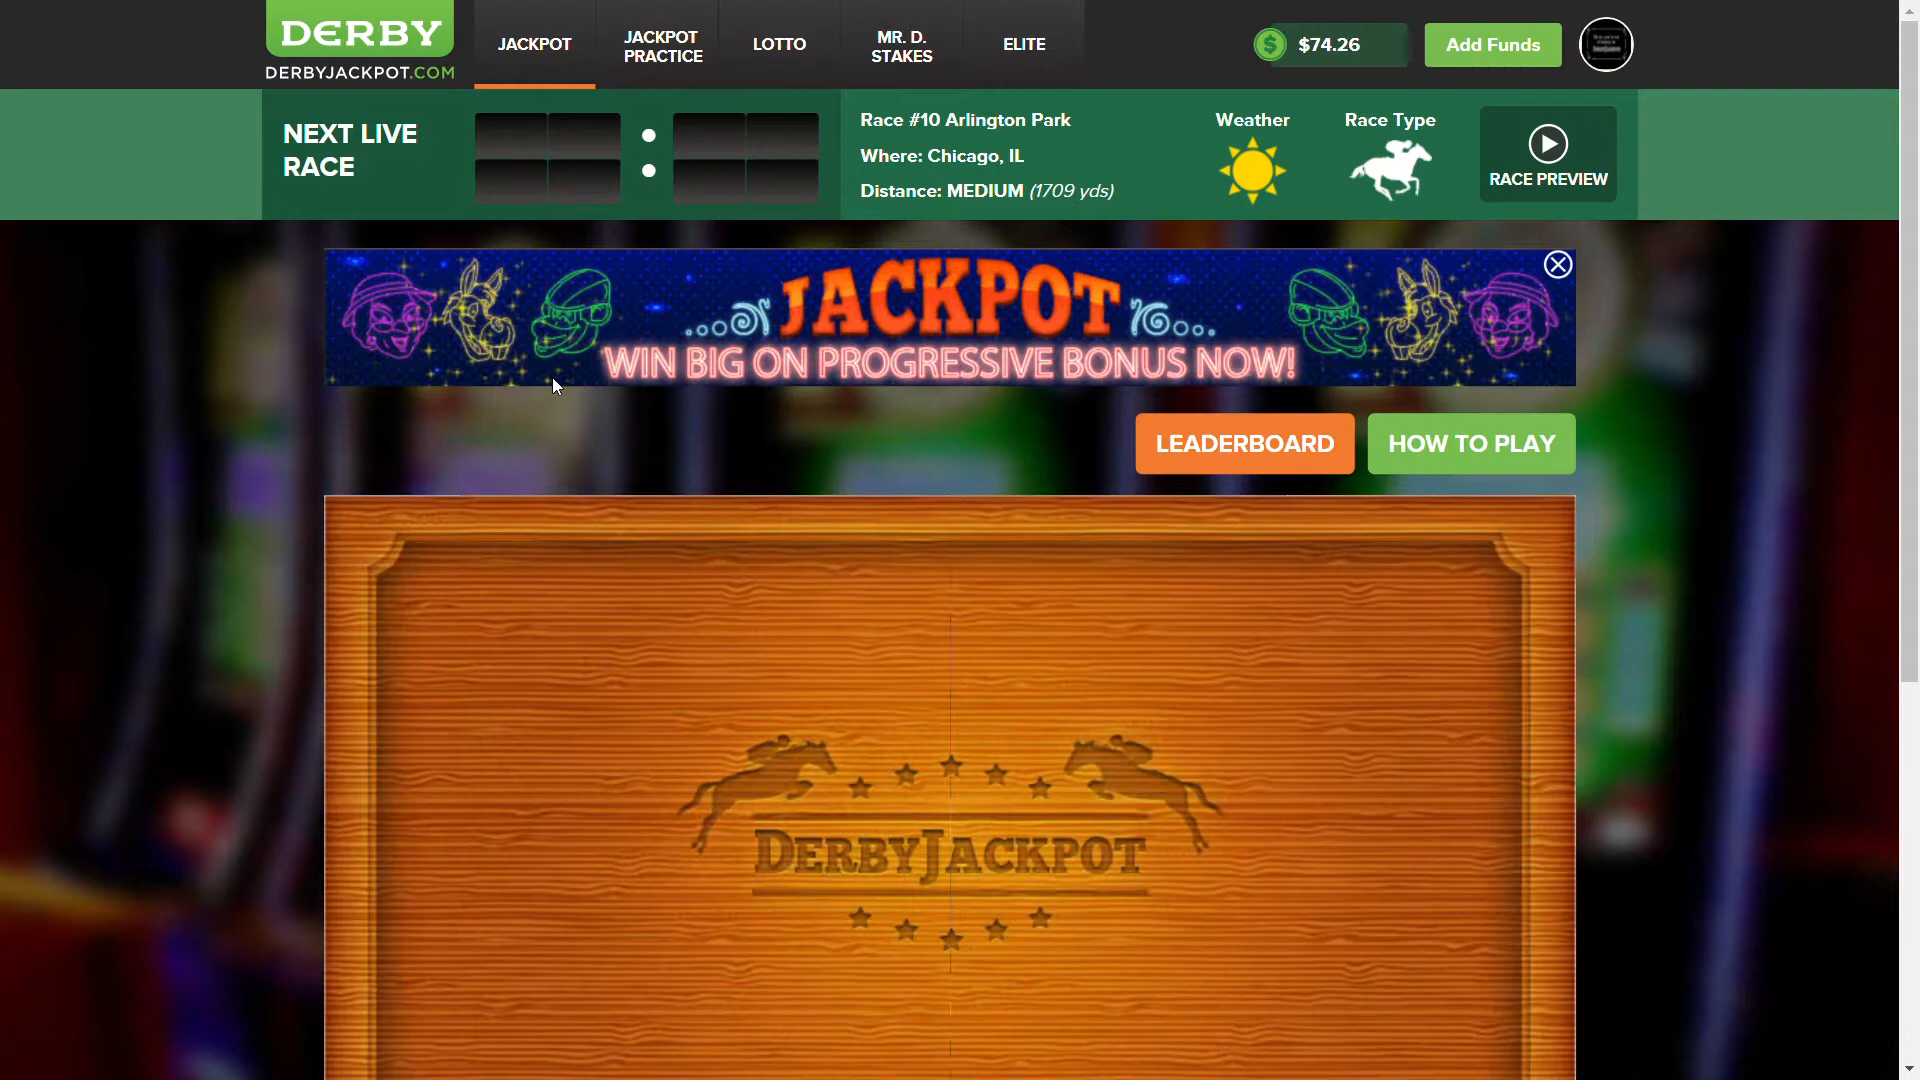 DERBY
DERBYJACKPOT.COM
JACKPOT
JACKPOT
PRACTICE
LOTTO
MR. D.
STAKES
ELITE
$
$74.26
Add Funds
NEXT LIVE
RACE
Race #10 Arlington Park
Where: Chicago, IL
Distance: MEDIUM (1709 yds)
Weather
Race Type
RACE PREVIEW
JACKPOT
WIN BIG ON PROGRESSIVE BONUS NOW!
LEADERBOARD
HOW TO PLAY
DERBYJACKPOT